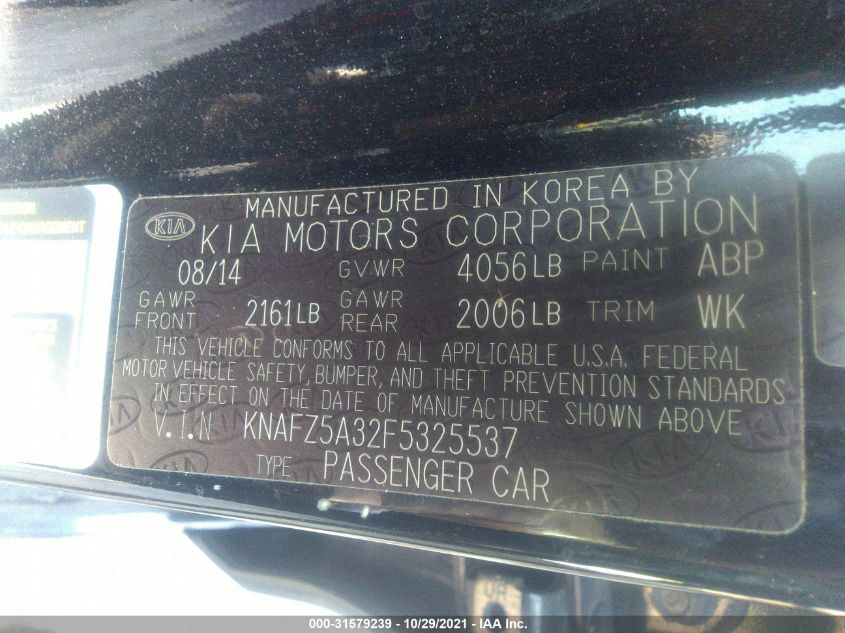 MANUFACTURED IN KOREA BY
KIA KIA MOTORS CORPORATION
08/14 GVWR 4056LB PAINT ABP
GAWR FRONT 2161LB GAWR REAR 2006LB TRIM WK
THIS VEHICLE CONFORMS TO ALL APPLICABLE U.S.A. FEDERAL
MOTOR VEHICLE SAFETY, BUMPER, AND THEFT PREVENTION STANDARDS
IN EFFECT ON THE DATE OF MANUFACTURE SHOWN ABOVE
V.I.N KNAFZ5A32F5325537
TYPE PASSENGER CAR
000-31579239 - 10/29/2021 - IAA Inc.